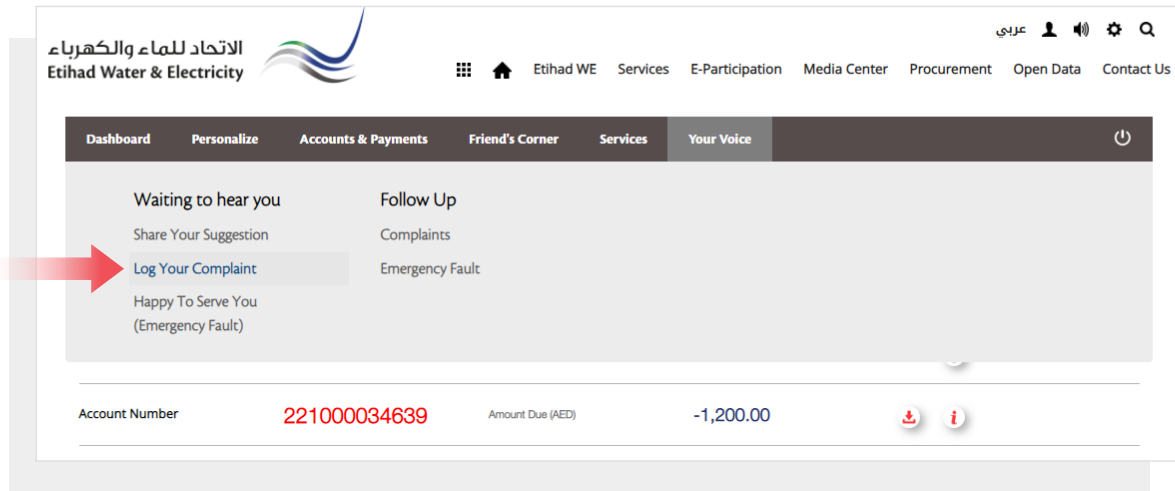 عربي
الاتحاد للماء والكهرباء
Etihad Water & Electricity
Etihad WE Services E-Participation Media Center Procurement Open Data Contact Us
Dashboard Personalize Accounts & Payments Friend's Corner Services Your Voice
Waiting to hear you
Share Your Suggestion
Log Your Complaint
Happy To Serve You
(Emergency Fault)
Follow Up
Complaints
Emergency Fault
Account Number 221000034639 Amount Due (AED) -1,200.00